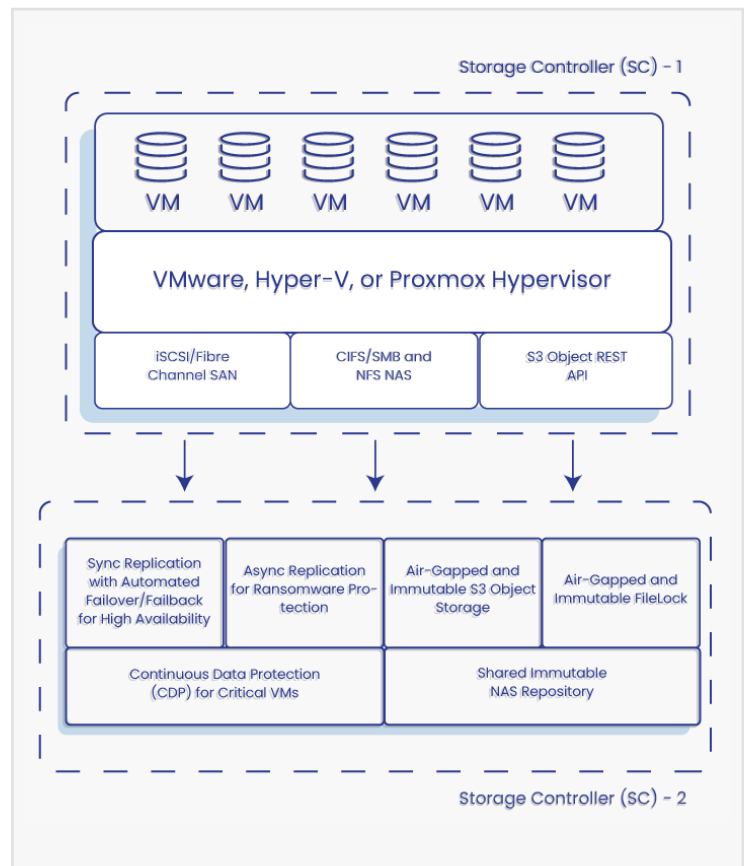 Storage Controller (SC) - 1
VM VM VM VM VM VM
VMware, Hyper-V, or Proxmox Hypervisor
iSCSI/Fibre
Channel SAN
CIFS/SMB and
NFS NAS
S3 Object REST
API
Sync Replication
with Automated
Failover/Failback
for High Availability
Async Replication
for Ransomware Pro-
tection
Air-Gapped and
Immutable S3 Object
Storage
Air-Gapped and
Immutable FileLock
Continuous Data Protection
(CDP) for Critical VMs
Shared Immutable
NAS Repository
Storage Controller (SC) - 2